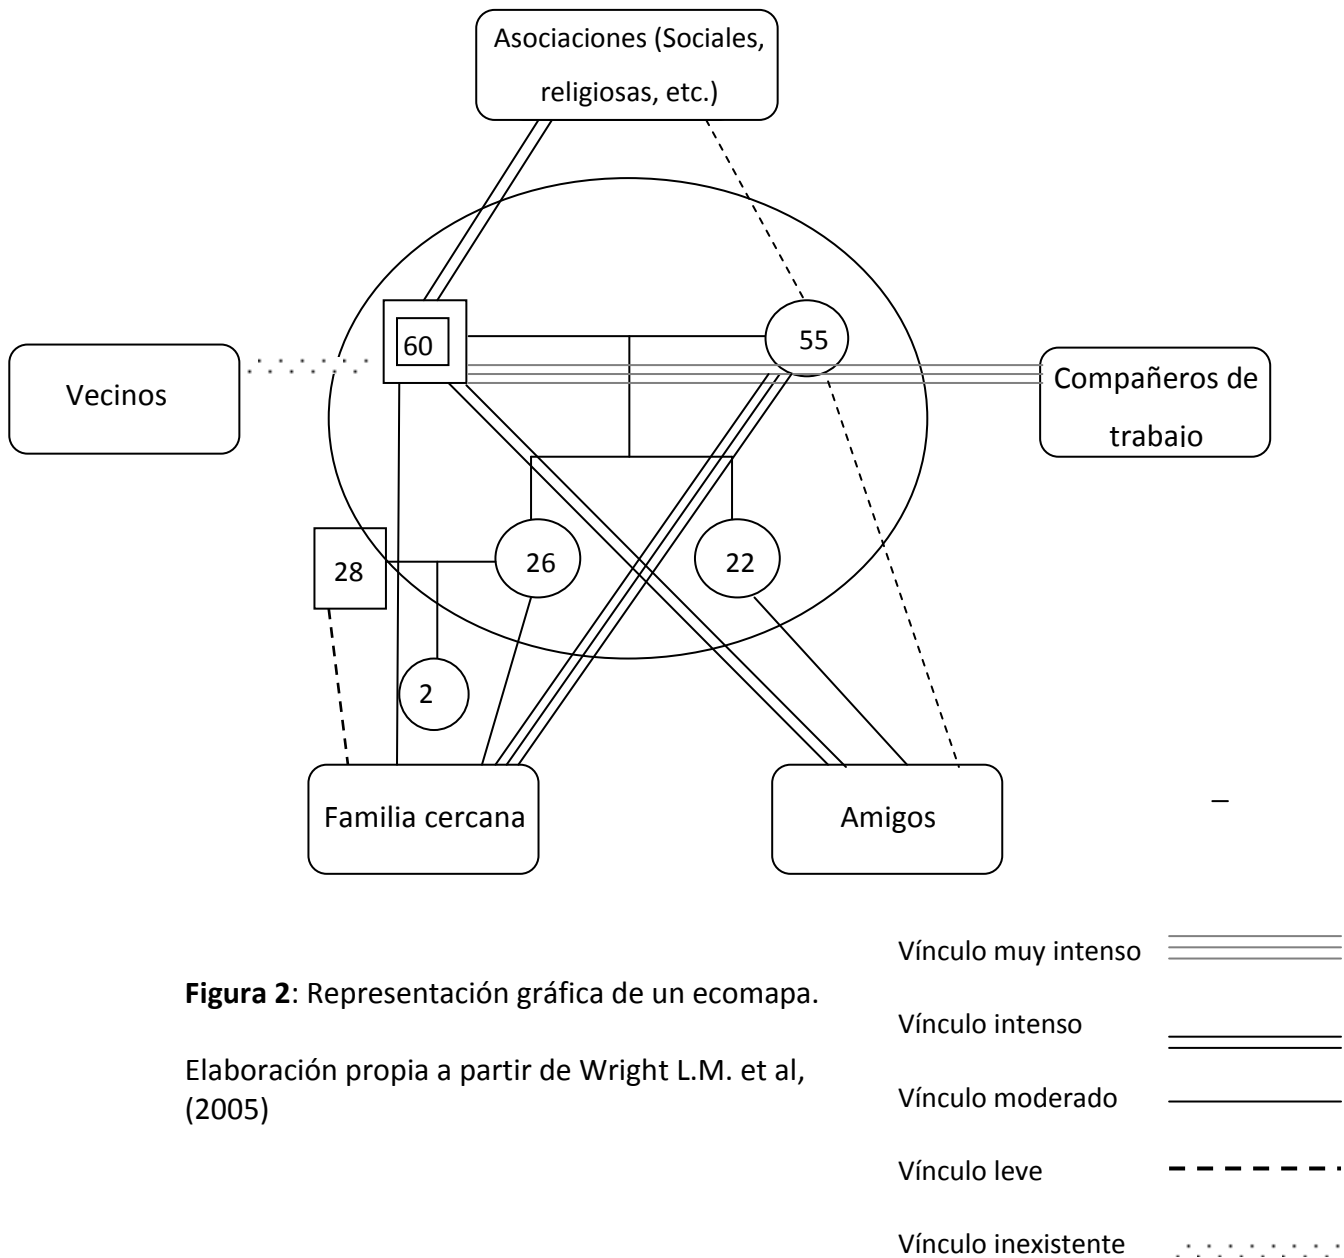 Asociaciones (Sociales,
religiosas, etc.)
60
55
Vecinos
Compañeros de
trabajo
28
26
22
2
Familia cercana
Amigos
–
Vínculo muy intenso
Figura 2: Representación gráfica de un ecomapa.
Vínculo intenso
Elaboración propia a partir de Wright L.M. et al,
(2005)
Vínculo moderado
Vínculo leve
Vínculo inexistente